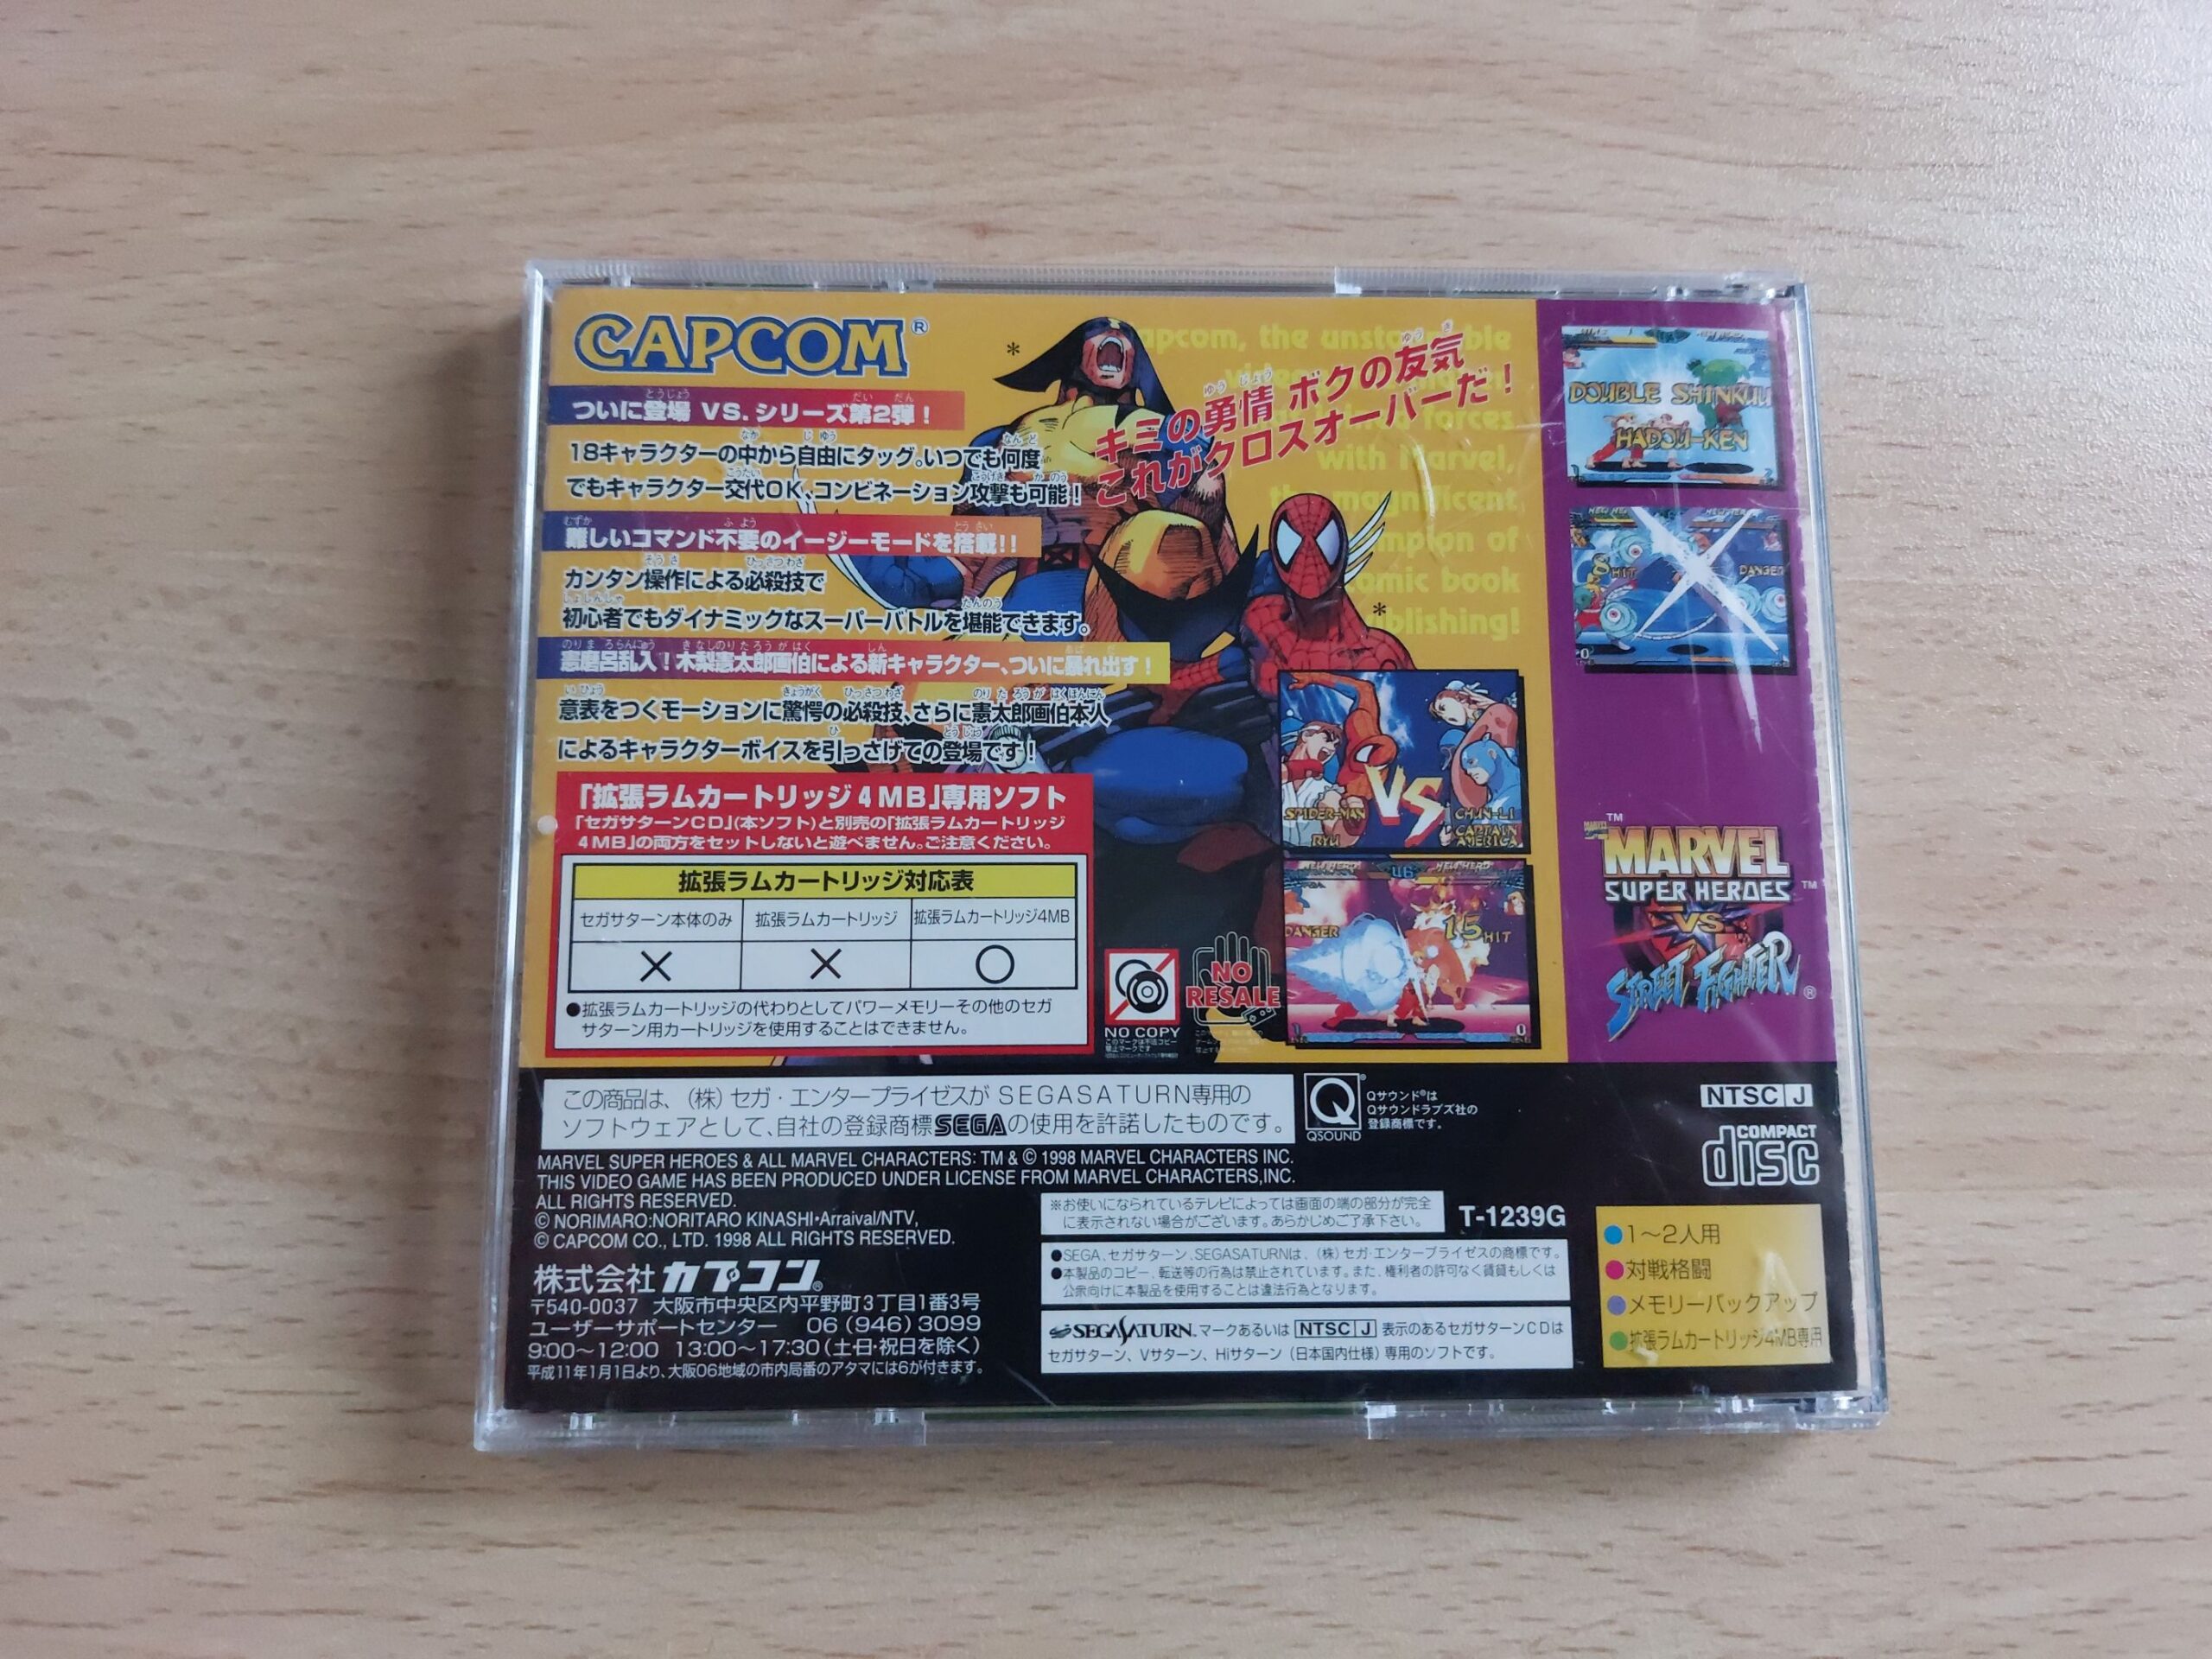 CAPCOM®
ついに登場 VS.シリーズ第2弾!
18キャラクターの中から自由にタッグ。いつでも何度
でもキャラクター交代OK、コンビネーション攻撃も可能!
難しいコマンド不要のイージーモードを搭載!!
カンタン操作による必殺技で
初心者でもダイナミックなスーパーバトルを堪能できます。
憲磨呂乱入!木梨憲太郎画伯による新キャラクター、ついに暴れ出す!
意表をつくモーションに驚愕の必殺技、さらに憲太郎画伯本人
によるキャラクターボイスを引っさげての登場です!
キミの勇情 ボクの友気
これがクロスオーバーだ!
apcom, the
forces
with Marvel,
the magnificent
of
comic book
blishing!
「拡張ラムカートリッジ4MB」専用ソフト
「セガサターンCD」(本ソフト)と別売の「拡張ラムカートリッジ
4MB」の両方をセットしないと遊べません。ご注意ください。
拡張ラムカートリッジ対応表
セガサターン本体のみ 拡張ラムカートリッジ 拡張ラムカートリッジ4MB
× × ○
●拡張ラムカートリッジの代わりとしてパワーメモリーその他のセガ
サターン用カートリッジを使用することはできません。
NO COPY
NO
RESALE
SPIDER-MAN
RYU
VS
CHUN-LI
CAPTAIN
AMERICA
DANGER
15 HIT
DOUBLE SHINKUU
HADOU-KEN
8 HIT
DANGER
MARVEL
SUPER HEROES™
VS.
STREET FIGHTER®
この商品は、(株)セガ・エンタープライゼスがSEGASATURN専用の
ソフトウェアとして、自社の登録商標SEGAの使用を許諾したものです。
QSOUND
Qサウンド®は
Qサウンドラブズ社の
登録商標です。
NTSC J
COMPACT
disc
MARVEL SUPER HEROES & ALL MARVEL CHARACTERS: TM & © 1998 MARVEL CHARACTERS INC.
THIS VIDEO GAME HAS BEEN PRODUCED UNDER LICENSE FROM MARVEL CHARACTERS,INC.
ALL RIGHTS RESERVED.
© NORIMARO:NORITARO KINASHI・Arraival/NTV,
© CAPCOM CO., LTD. 1998 ALL RIGHTS RESERVED.
株式会社カプコン®
〒540-0037 大阪市中央区内平野町3丁目1番3号
ユーザーサポートセンター 06(946)3099
9:00～12:00 13:00～17:30(土・日・祝日を除く)
平成11年1月1日より、大阪06地域の市内局番のアタマには6が付きます。
※お使いになられているテレビによっては画面の端の部分が完全
に表示されない場合がございます。あらかじめご了承下さい。
T-1239G
●SEGA、セガサターン、SEGASATURNは、(株)セガ・エンタープライゼスの商標です。
●本製品のコピー、転送等の行為は禁止されています。また、権利者の許可なく賃貸もしくは
公衆向けに本製品を使用することは違法行為となります。
SEGASATURN™マークあるいは NTSC J 表示のあるセガサターンCDは
セガサターン、Vサターン、Hiサターン(日本国内仕様)専用のソフトです。
●1～2人用
●対戦格闘
●メモリーバックアップ
●拡張ラムカートリッジ4MB専用